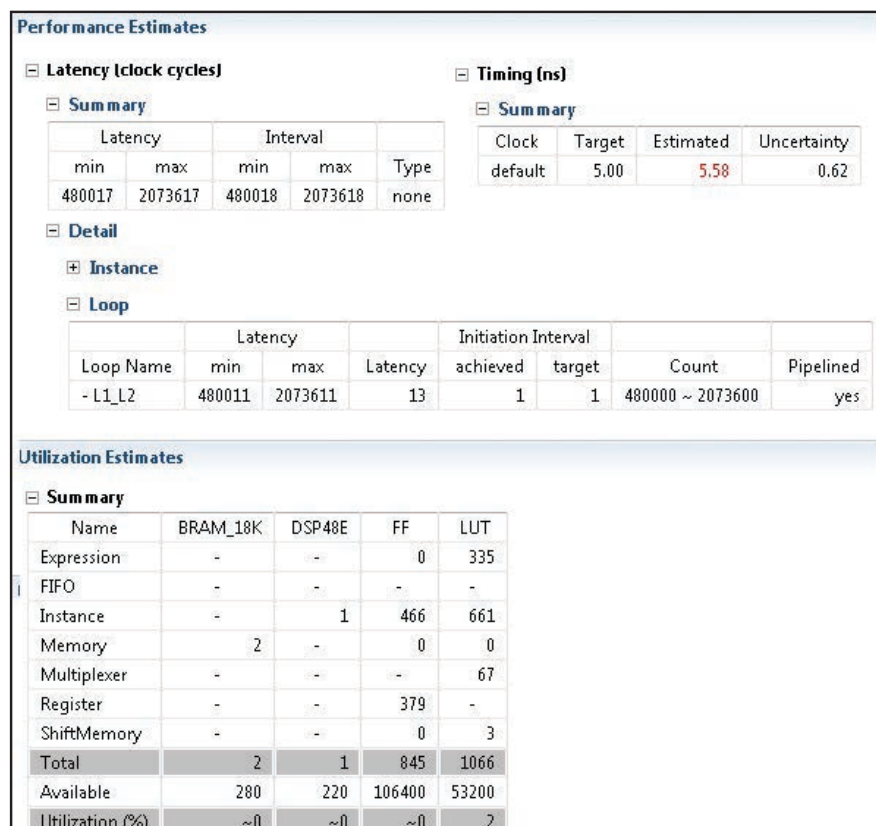 Performance Estimates
Latency (clock cycles)
Summary
Latency Interval
min max min max Type
480017 2073617 480018 2073618 none
Timing (ns)
Summary
Clock Target Estimated Uncertainty
default 5.00 5.58 0.62
Detail
Instance
Loop
Latency Initiation Interval
Loop Name min max Latency achieved target Count Pipelined
- L1_L2 480011 2073611 13 1 1 480000 ~ 2073600 yes
Utilization Estimates
Summary
Name BRAM_18K DSP48E FF LUT
Expression - - 0 335
FIFO - - - -
Instance - 1 466 661
Memory 2 - 0 0
Multiplexer - - - 67
Register - - 379 -
ShiftMemory - - 0 3
Total 2 1 845 1066
Available 280 220 106400 53200
Utilization (%) ~0 ~0 ~0 2